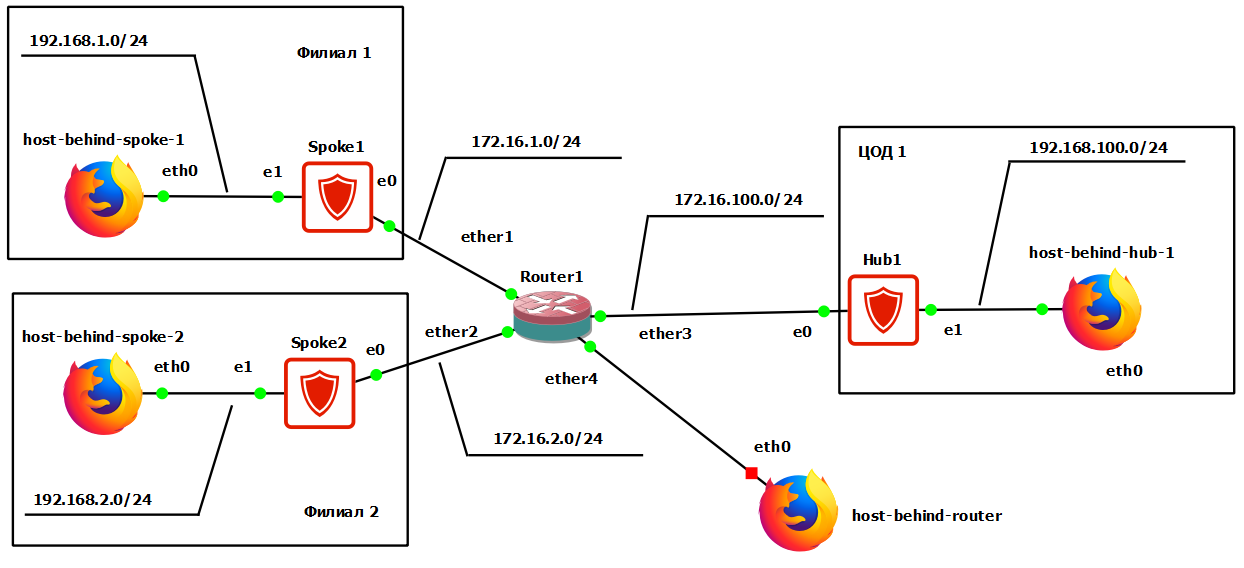 192.168.1.0/24
Филиал 1
host-behind-spoke-1
Spoke1
eth0
e1
e0
172.16.1.0/24
ether1
172.16.100.0/24
ЦОД 1
192.168.100.0/24
host-behind-hub-1
Hub1
Router1
ether2
ether3
e0
e1
eth0
host-behind-spoke-2
Spoke2
eth0
e1
e0
ether4
172.16.2.0/24
eth0
192.168.2.0/24
Филиал 2
host-behind-router